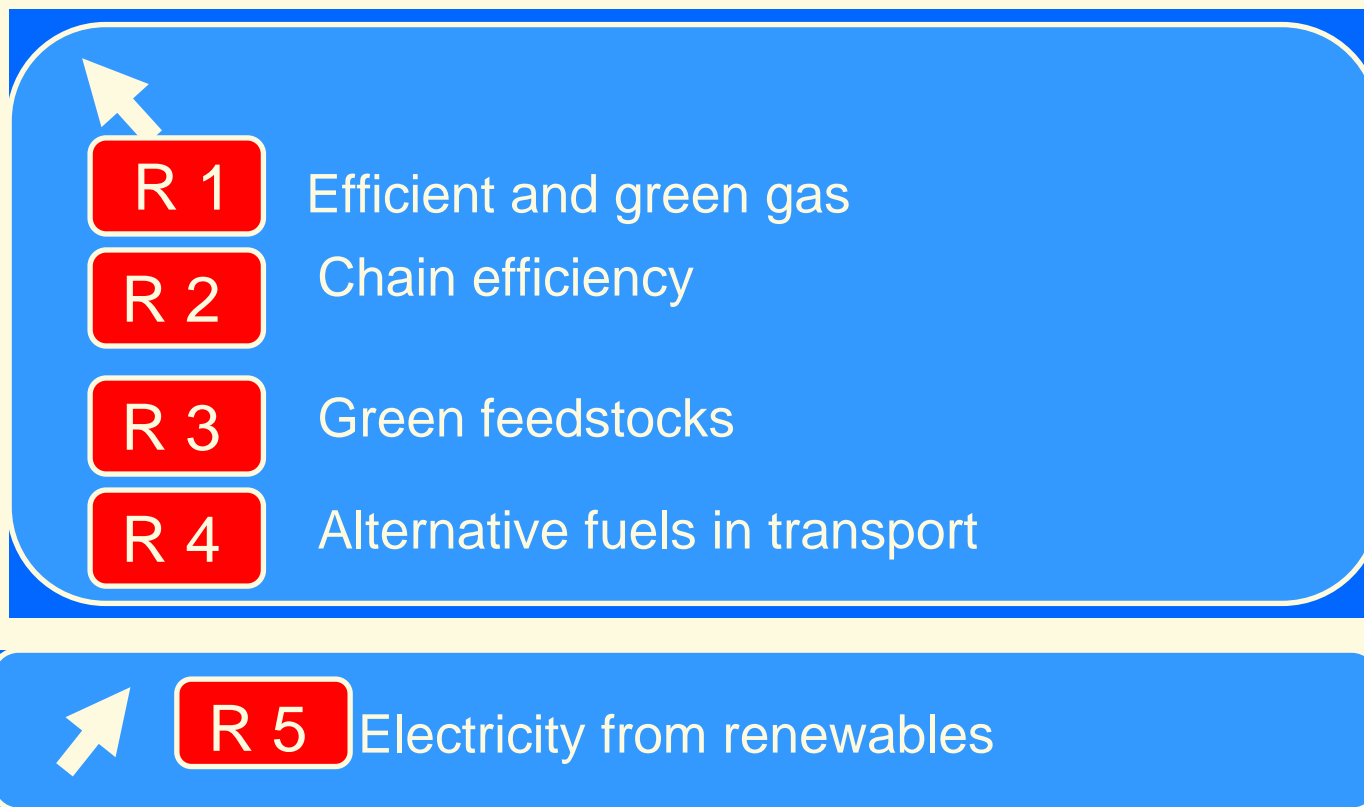 R 1 Efficient and green gas
R 2 Chain efficiency
R 3 Green feedstocks
R 4 Alternative fuels in transport
R 5 Electricity from renewables